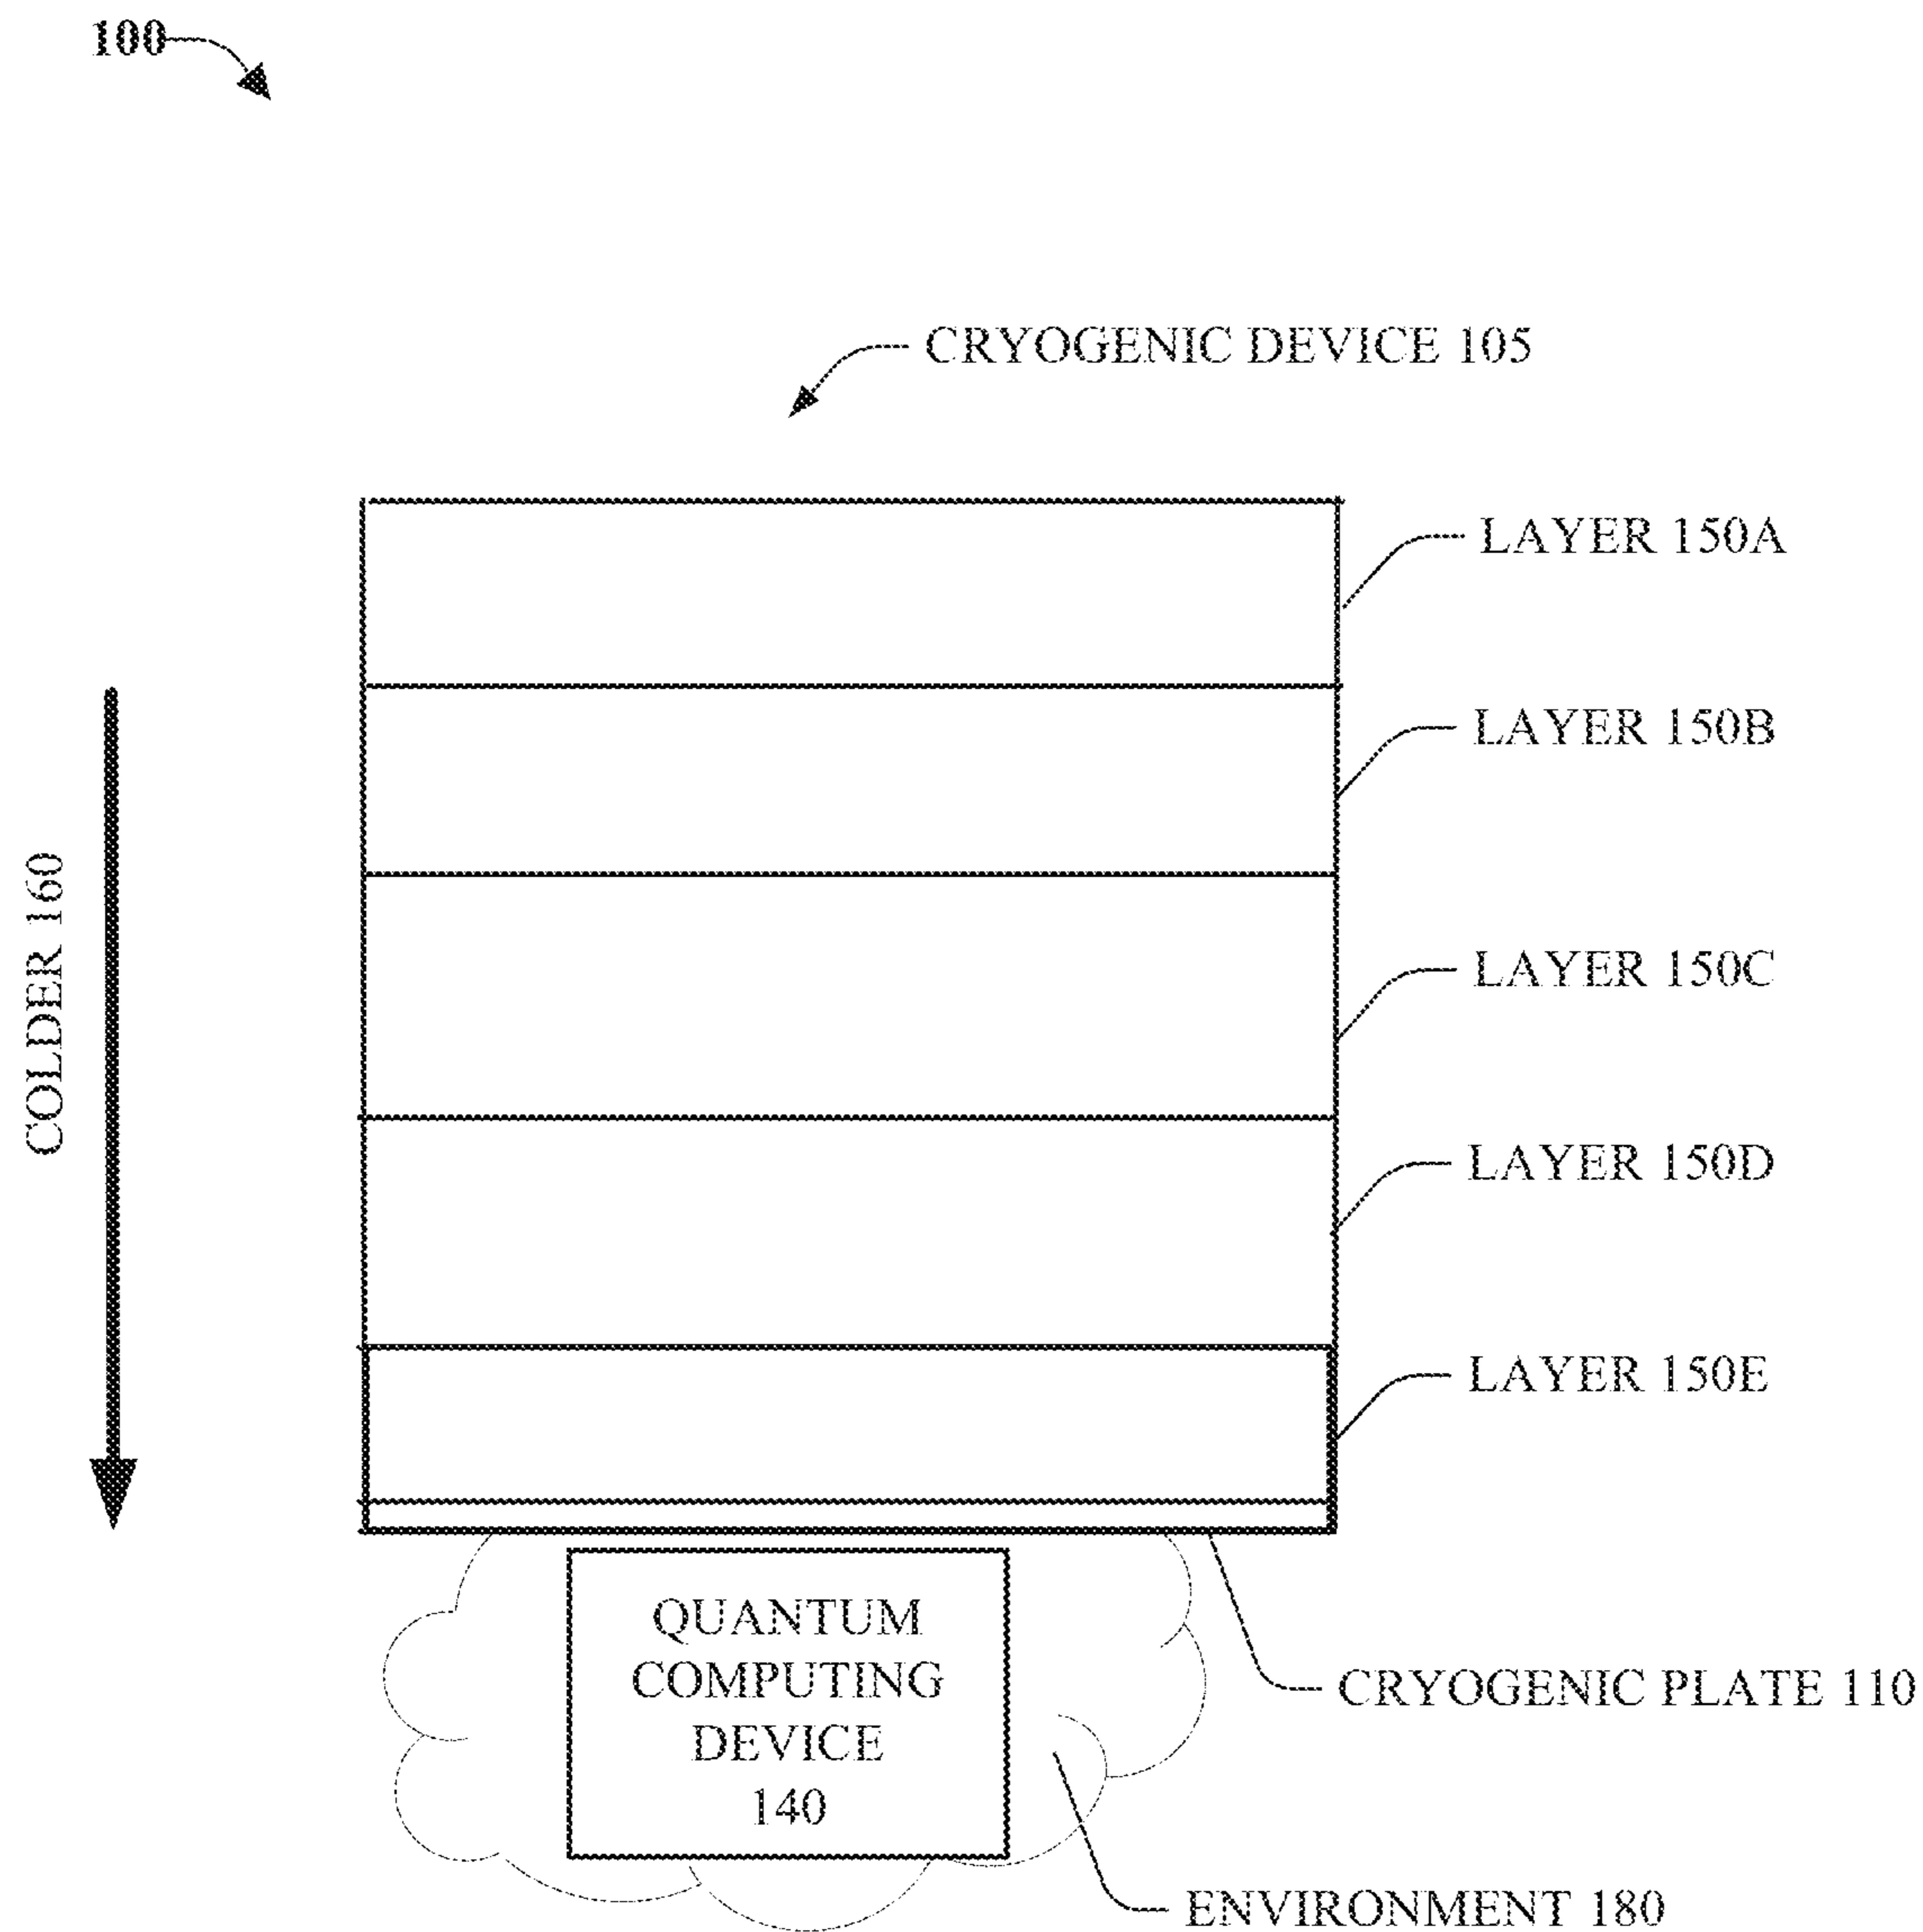 100
CRYOGENIC DEVICE 105
LAYER 150A
LAYER 150B
COLDER 160
LAYER 150C
LAYER 150D
LAYER 150E
QUANTUM
COMPUTING
DEVICE
140
CRYOGENIC PLATE 110
ENVIRONMENT 180